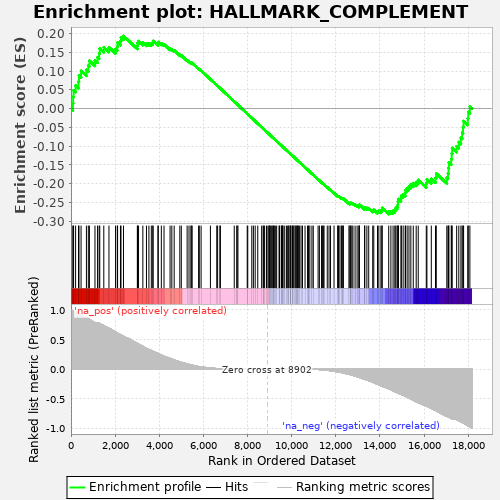 Enrichment plot: HALLMARK_COMPLEMENT
Enrichment score (ES)
0.20
0.15
0.10
0.05
0.00
-0.05
-0.10
-0.15
-0.20
-0.25
-0.30
Ranked list metric (PreRanked)
1.0
0.5
0.0
-0.5
-1.0
'na_pos' (positively correlated)
Zero cross at 8902
'na_neg' (negatively correlated)
0
2,000
4,000
6,000
8,000
10,000
12,000
14,000
16,000
18,000
Rank in Ordered Dataset
Enrichment profile
Hits
Ranking metric scores